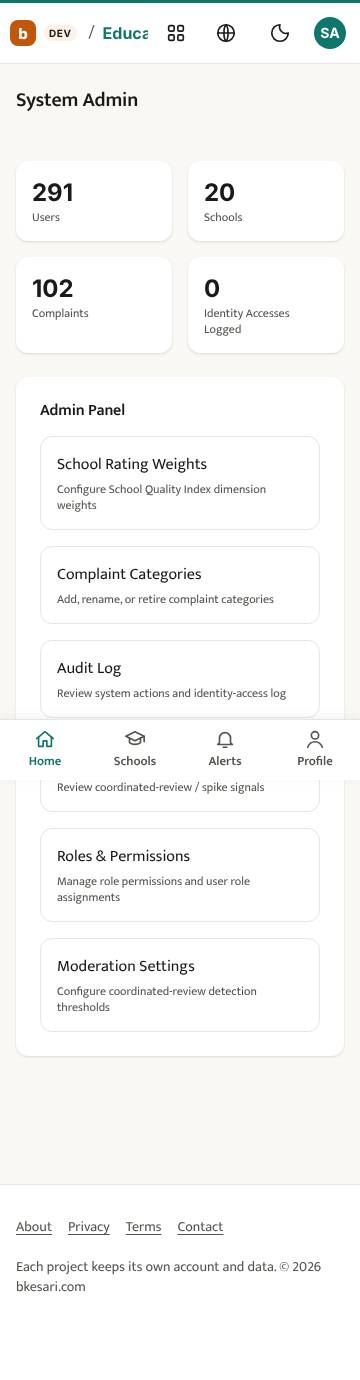 b DEV / Educa SA
System Admin
291
Users
20
Schools
102
Complaints
0
Identity Accesses
Logged
Admin Panel
School Rating Weights
Configure School Quality Index dimension
weights
Complaint Categories
Add, rename, or retire complaint categories
Audit Log
Review system actions and identity-access log
Home
Schools
Alerts
Profile
Review coordinated-review / spike signals
Roles & Permissions
Manage role permissions and user role
assignments
Moderation Settings
Configure coordinated-review detection
thresholds
About Privacy Terms Contact
Each project keeps its own account and data. © 2026
bkesari.com